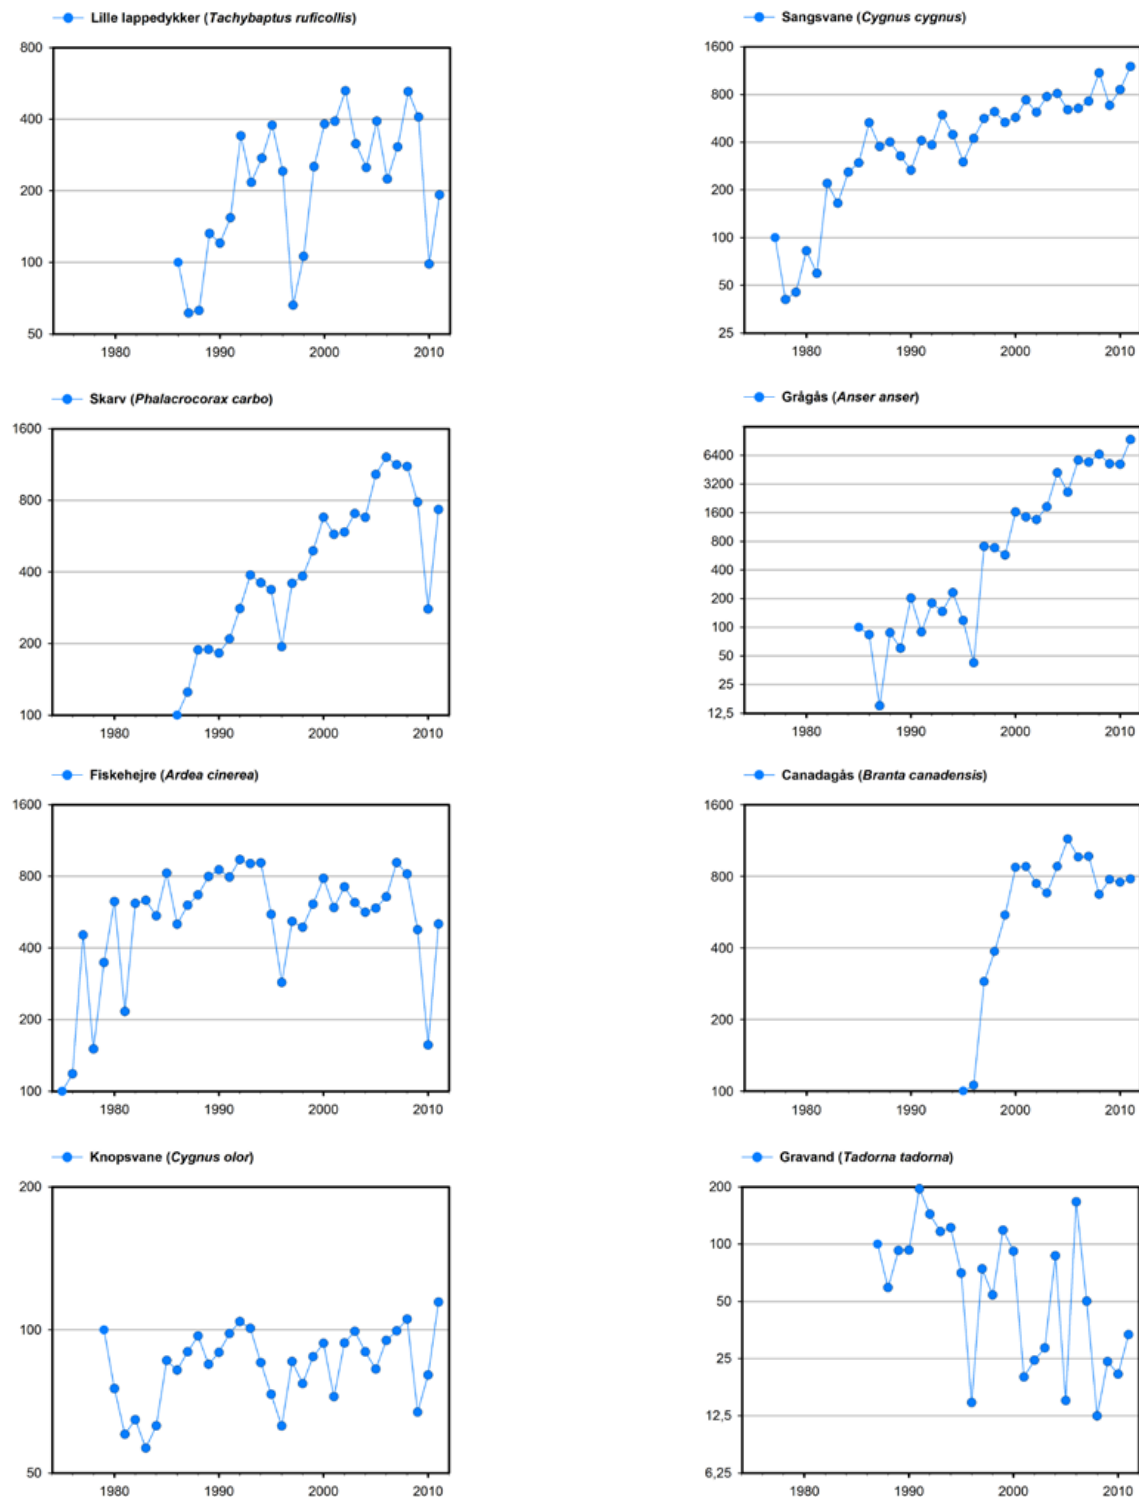 Lille lappedykker (Tachybaptus ruficollis)
800
400
200
100
50
1980 1990 2000 2010
Sangsvane (Cygnus cygnus)
1600
800
400
200
100
50
25
1980 1990 2000 2010
Skarv (Phalacrocorax carbo)
1600
800
400
200
100
1980 1990 2000 2010
Grågås (Anser anser)
6400
3200
1600
800
400
200
100
50
25
12,5
1980 1990 2000 2010
Fiskehejre (Ardea cinerea)
1600
800
400
200
100
1980 1990 2000 2010
Canadagås (Branta canadensis)
1600
800
400
200
100
1980 1990 2000 2010
Knopsvane (Cygnus olor)
200
100
50
1980 1990 2000 2010
Gravand (Tadorna tadorna)
200
100
50
25
12,5
6,25
1980 1990 2000 2010